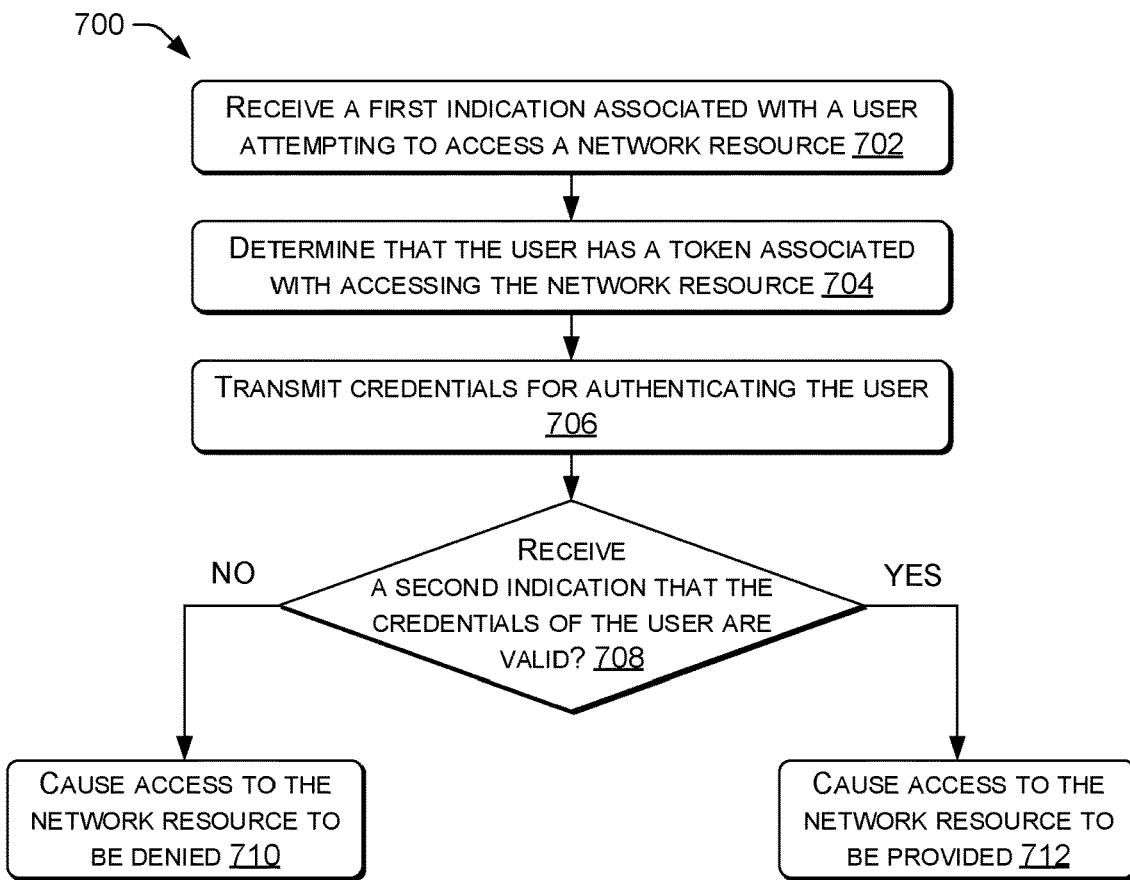 700
RECEIVE A FIRST INDICATION ASSOCIATED WITH A USER
ATTEMPTING TO ACCESS A NETWORK RESOURCE 702
DETERMINE THAT THE USER HAS A TOKEN ASSOCIATED
WITH ACCESSING THE NETWORK RESOURCE 704
TRANSMIT CREDENTIALS FOR AUTHENTICATING THE USER
706
RECEIVE
A SECOND INDICATION THAT THE
CREDENTIALS OF THE USER ARE
VALID? 708
NO
YES
CAUSE ACCESS TO THE
NETWORK RESOURCE TO
BE DENIED 710
CAUSE ACCESS TO THE
NETWORK RESOURCE TO
BE PROVIDED 712